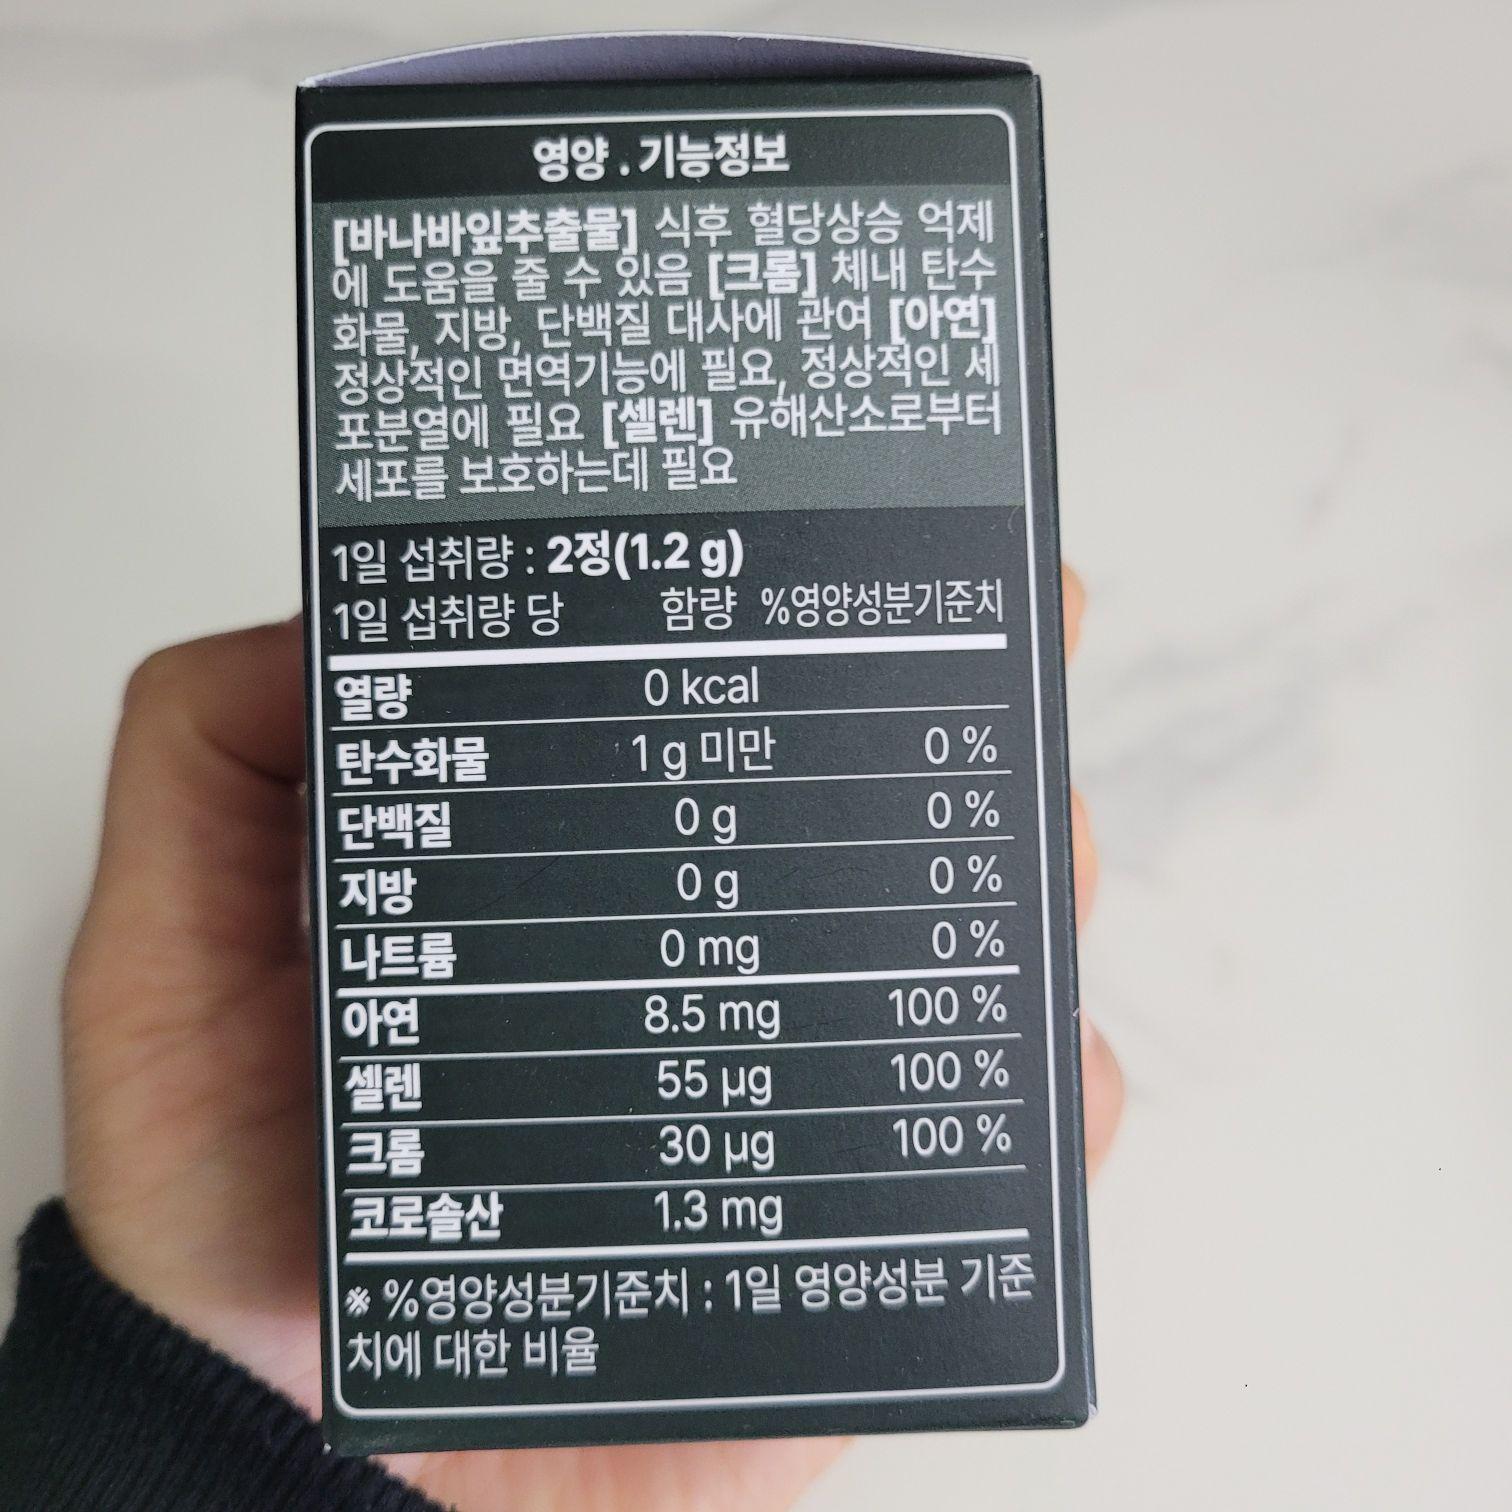 영양 . 기능정보
[바나바잎추출물] 식후 혈당상승 억제
에 도움을 줄 수 있음 [크롬] 체내 탄수
화물, 지방, 단백질 대사에 관여 [아연]
정상적인 면역기능에 필요, 정상적인 세
포분열에 필요 [셀렌] 유해산소로부터
세포를 보호하는데 필요
1일 섭취량 : 2정(1.2 g)
1일 섭취량 당 함량 %영양성분기준치
열량 0 kcal
탄수화물 1 g 미만 0 %
단백질 0 g 0 %
지방 0 g 0 %
나트륨 0 mg 0 %
아연 8.5 mg 100 %
셀렌 55 μg 100 %
크롬 30 μg 100 %
코로솔산 1.3 mg
※ %영양성분기준치 : 1일 영양성분 기준
치에 대한 비율